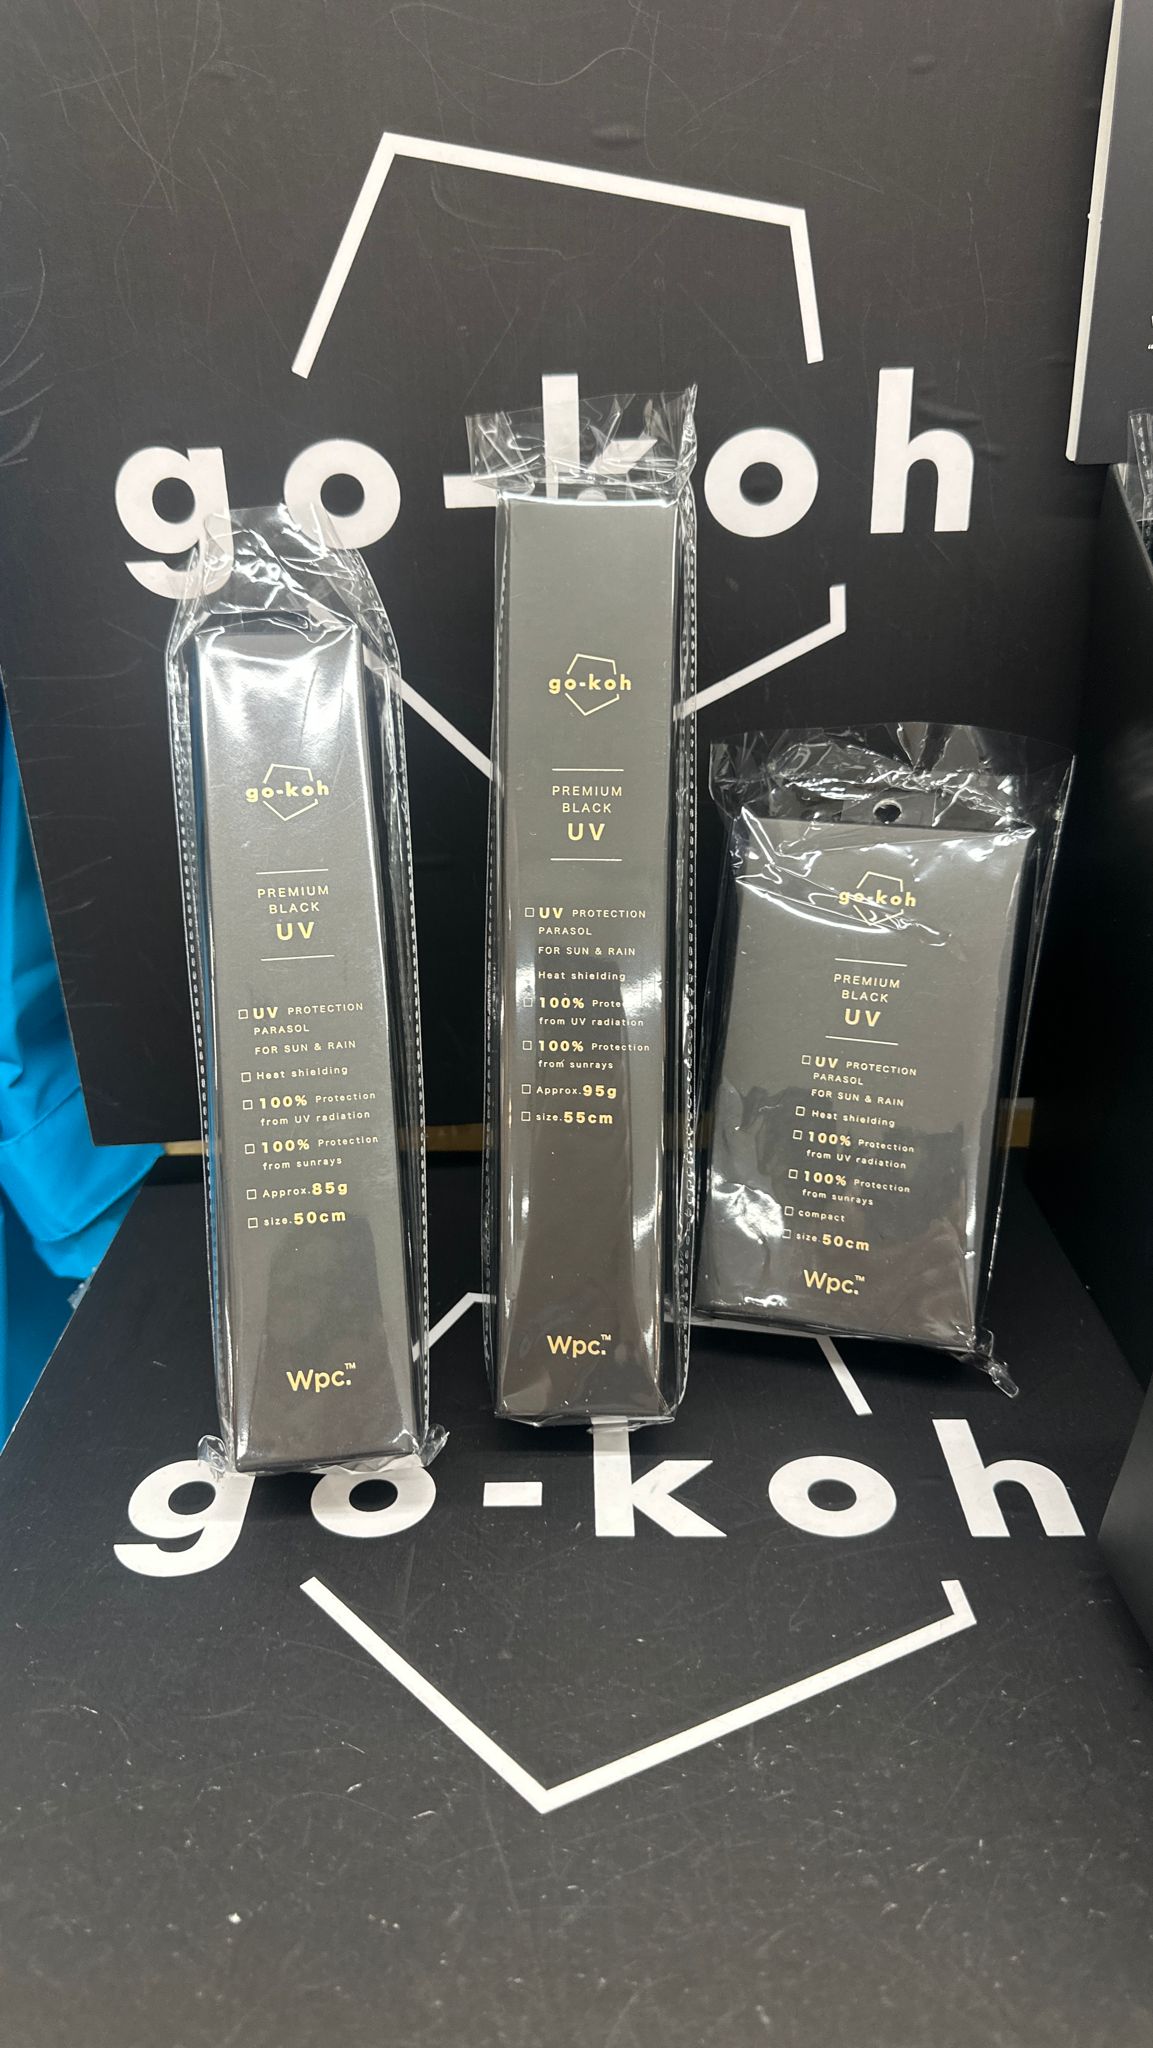 go-koh
go-koh
PREMIUM
BLACK
UV
UV PROTECTION
PARASOL
FOR SUN & RAIN
Heat shielding
100% Protection
from UV radiation
100% Protection
from sunrays
Approx.85g
size.50cm
Wpc.™
go-koh
PREMIUM
BLACK
UV
UV PROTECTION
PARASOL
FOR SUN & RAIN
Heat shielding
100%
from UV radiation
100% Protection
from sunrays
Approx.95g
size.55cm
Wpc.™
go-koh
PREMIUM
BLACK
UV
UV PROTECTION
PARASOL
FOR SUN & RAIN
Heat shielding
100% Protection
from UV radiation
100% Protection
from sunrays
compact
size.50cm
Wpc.™
go-koh